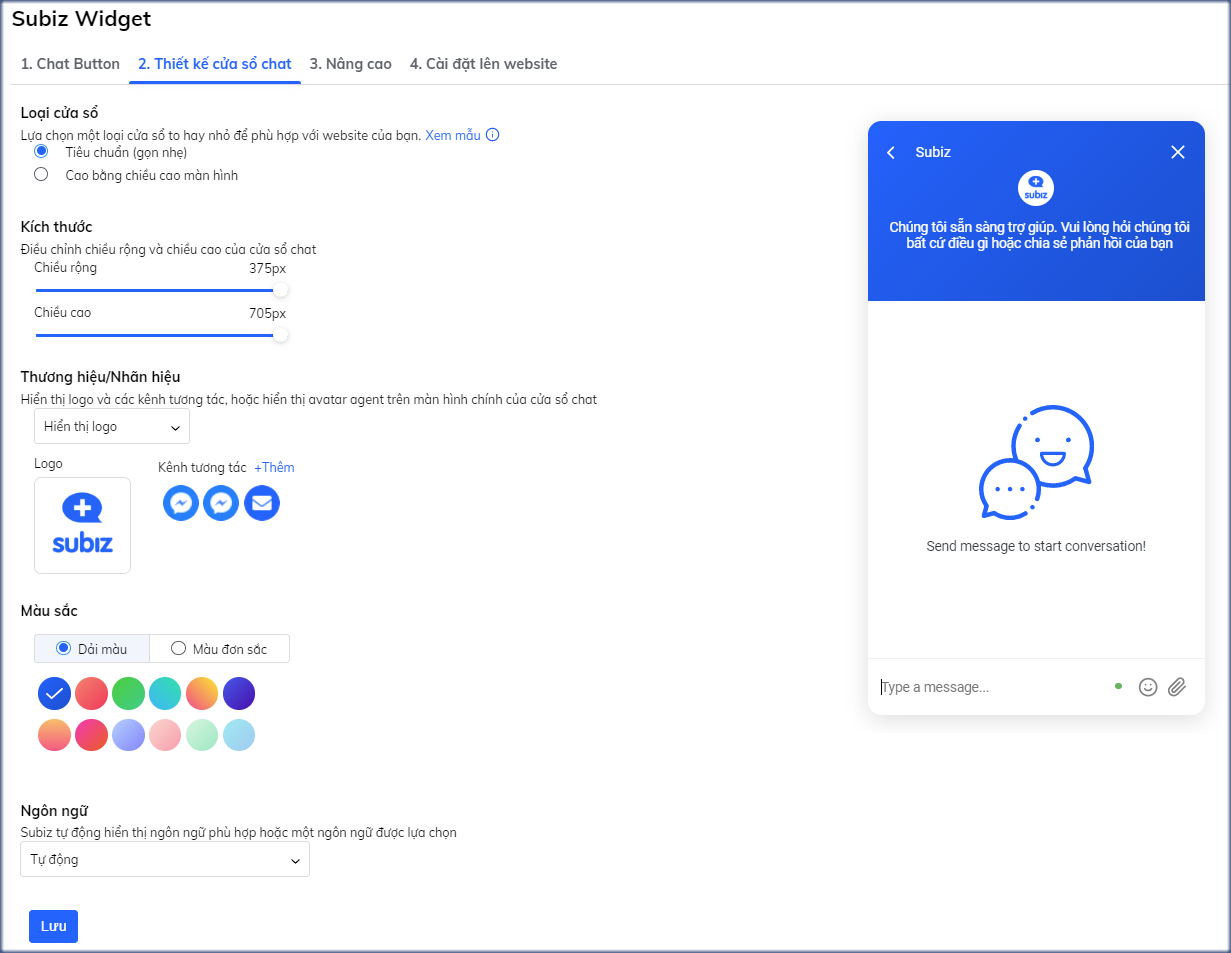 Subiz Widget
1. Chat Button 2. Thiết kế cửa sổ chat 3. Nâng cao 4. Cài đặt lên website
Loại cửa sổ
Lựa chọn một loại cửa sổ to hay nhỏ để phù hợp với website của bạn. Xem mẫu
Tiêu chuẩn (gọn nhẹ)
Cao bằng chiều cao màn hình
Kích thước
Điều chỉnh chiều rộng và chiều cao của cửa sổ chat
Chiều rộng 375px
Chiều cao 705px
Thương hiệu/Nhãn hiệu
Hiển thị logo và các kênh tương tác, hoặc hiển thị avatar agent trên màn hình chính của cửa sổ chat
Hiển thị logo
Logo
Kênh tương tác +Thêm
subiz
Màu sắc
Dải màu Màu đơn sắc
Ngôn ngữ
Subiz tự động hiển thị ngôn ngữ phù hợp hoặc một ngôn ngữ được lựa chọn
Tự động
Lưu
Subiz
subiz
Chúng tôi sẵn sàng trợ giúp. Vui lòng hỏi chúng tôi
bất cứ điều gì hoặc chia sẻ phản hồi của bạn
Send message to start conversation!
Type a message...